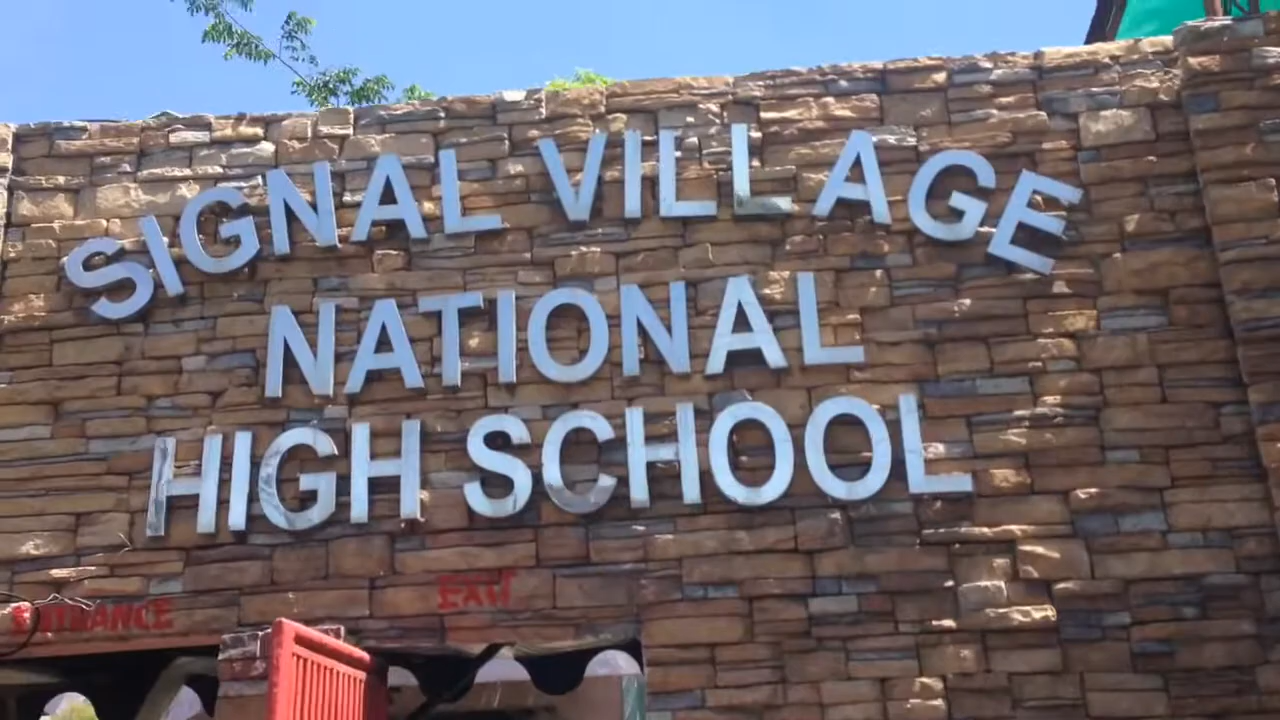 SIGNAL VILLAGE
NATIONAL
HIGH SCHOOL
ENTRANCE
EXIT